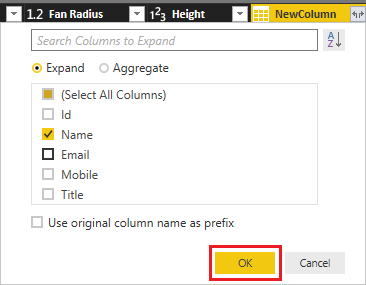 1.2 Fan Radius 1²3 Height NewColumn
Search Columns to Expand
A
Z
Expand Aggregate
(Select All Columns)
Id
Name
Email
Mobile
Title
Use original column name as prefix
OK Cancel